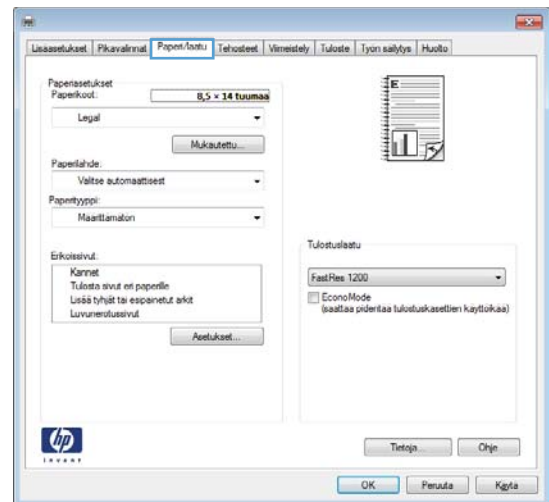 Lisäasetukset Pikavalinnat Paperi/laatu Tehosteet Viimeistely Tuloste Työn säilytys Huolto
Paperiasetukset
Paperikoot:
8,5 × 14 tuumaa
Legal
Mukautettu...
Paperilähde:
Valitse automaattisesti
Paperityyppi:
Määrittämätön
Erikoissivut:
Kannet
Tulosta sivut eri paperille
Lisää tyhjät tai esipainetut arkit
Luvunerotussivut
Asetukset...
E
Tulostuslaatu
FastRes 1200
EconoMode
(saattaa pidentää tulostuskasettien käyttöikää)
hp
invent
Tietoja... Ohje
OK Peruuta Käytä